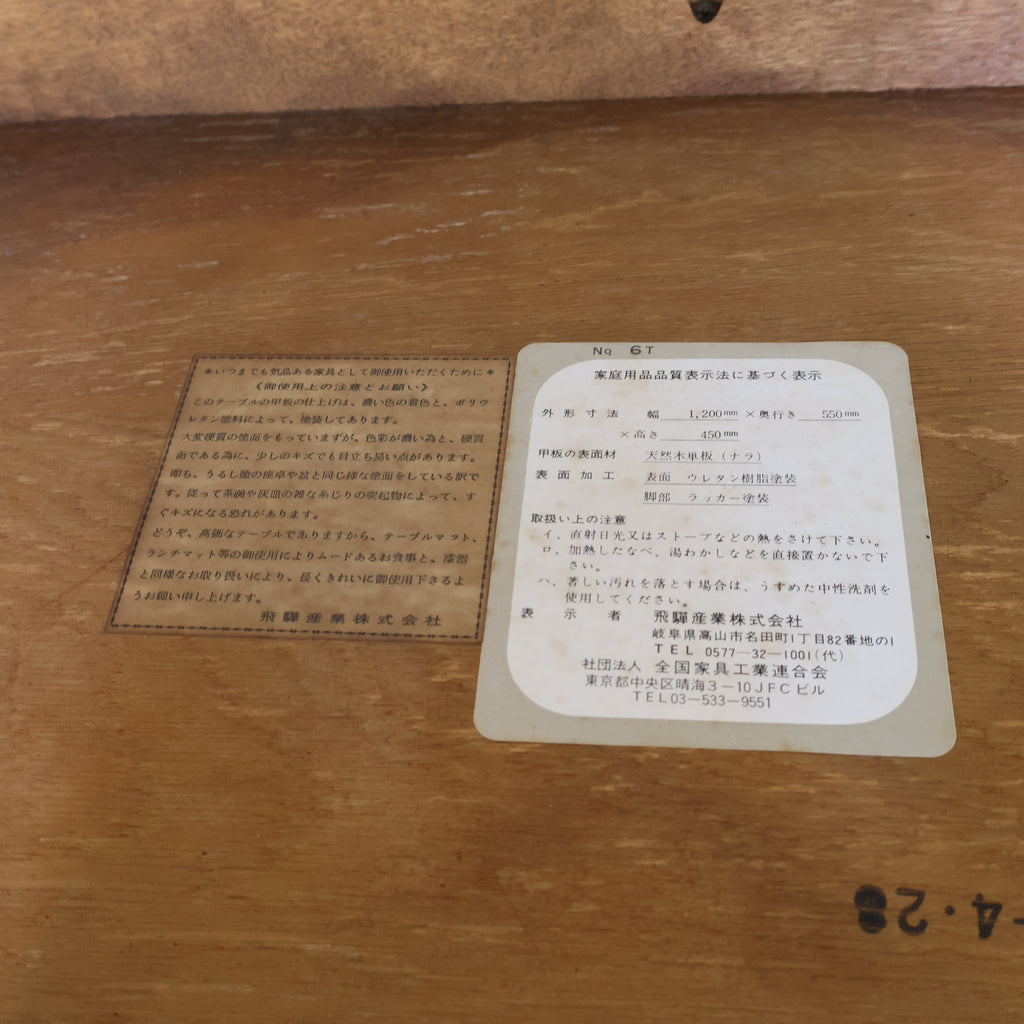 ＊いつまでも気品ある家具として御使用いただくために＊
《御使用上の注意とお願い》
このテーブルの甲板の仕上げは、濃い色の着色と、ポリウ
レタン塗料によって、塗装してあります。
大変硬質の塗面をもっていますが、色彩が濃い為と、硬質
面である為に、少しのキズでも目立ち易い点があります。
即ち、うるし塗の座卓や盆と同じ様な塗面をしている訳で
す。従って茶碗や灰皿の雑な糸じりの突起物によって、す
ぐキズになる恐れがあります。
どうぞ、高価なテーブルでありますから、テーブルマット、
ランチマット等の御使用によりムードあるお食事と、漆器
と同様なお取り扱いにより、長くきれいに御使用下さるよ
うお願い申し上げます。
飛驒産業株式会社
No 6T
家庭用品品質表示法に基づく表示
外形寸法 幅 1,200mm ×奥行き 550mm
×高さ 450mm
甲板の表面材 天然木単板（ナラ）
表面加工 表面 ウレタン樹脂塗装
脚部 ラッカー塗装
取扱い上の注意
イ、直射日光又はストーブなどの熱をさけて下さい。
ロ、加熱したなべ、湯わかしなどを直接置かないで下
さい。
ハ、著しい汚れを落とす場合は、うすめた中性洗剤を
使用してください。
表示者 飛驒産業株式会社
岐阜県高山市名田町1丁目82番地の1
TEL 0577―32―1001(代)
社団法人 全国家具工業連合会
東京都中央区晴海3－10JFCビル
TEL03―533―9551